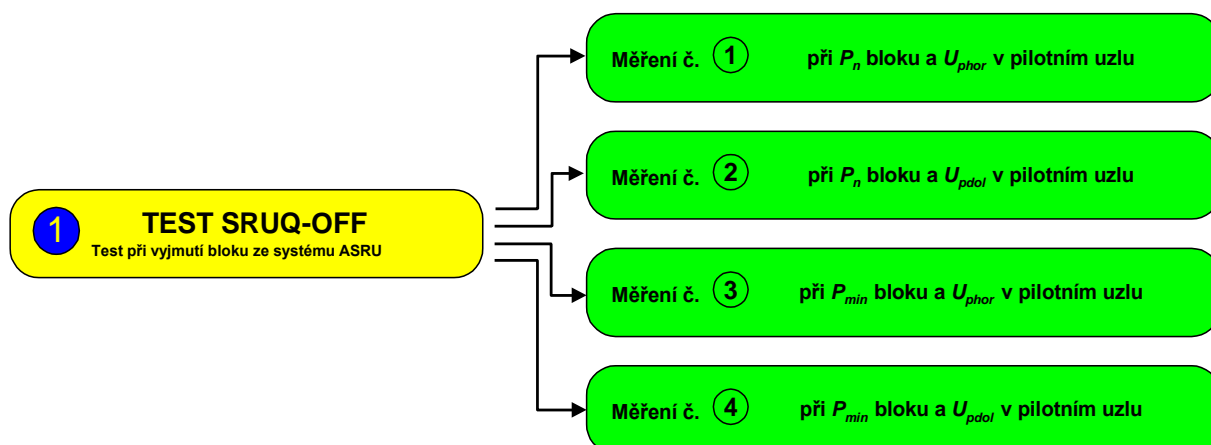 Měření č. 1 při Pn bloku a Uphor v pilotním uzlu
Měření č. 2 při Pn bloku a Updol v pilotním uzlu
1 TEST SRUQ-OFF
Test při vyjmutí bloku ze systému ASRU
Měření č. 3 při Pmin bloku a Uphor v pilotním uzlu
Měření č. 4 při Pmin bloku a Updol v pilotním uzlu